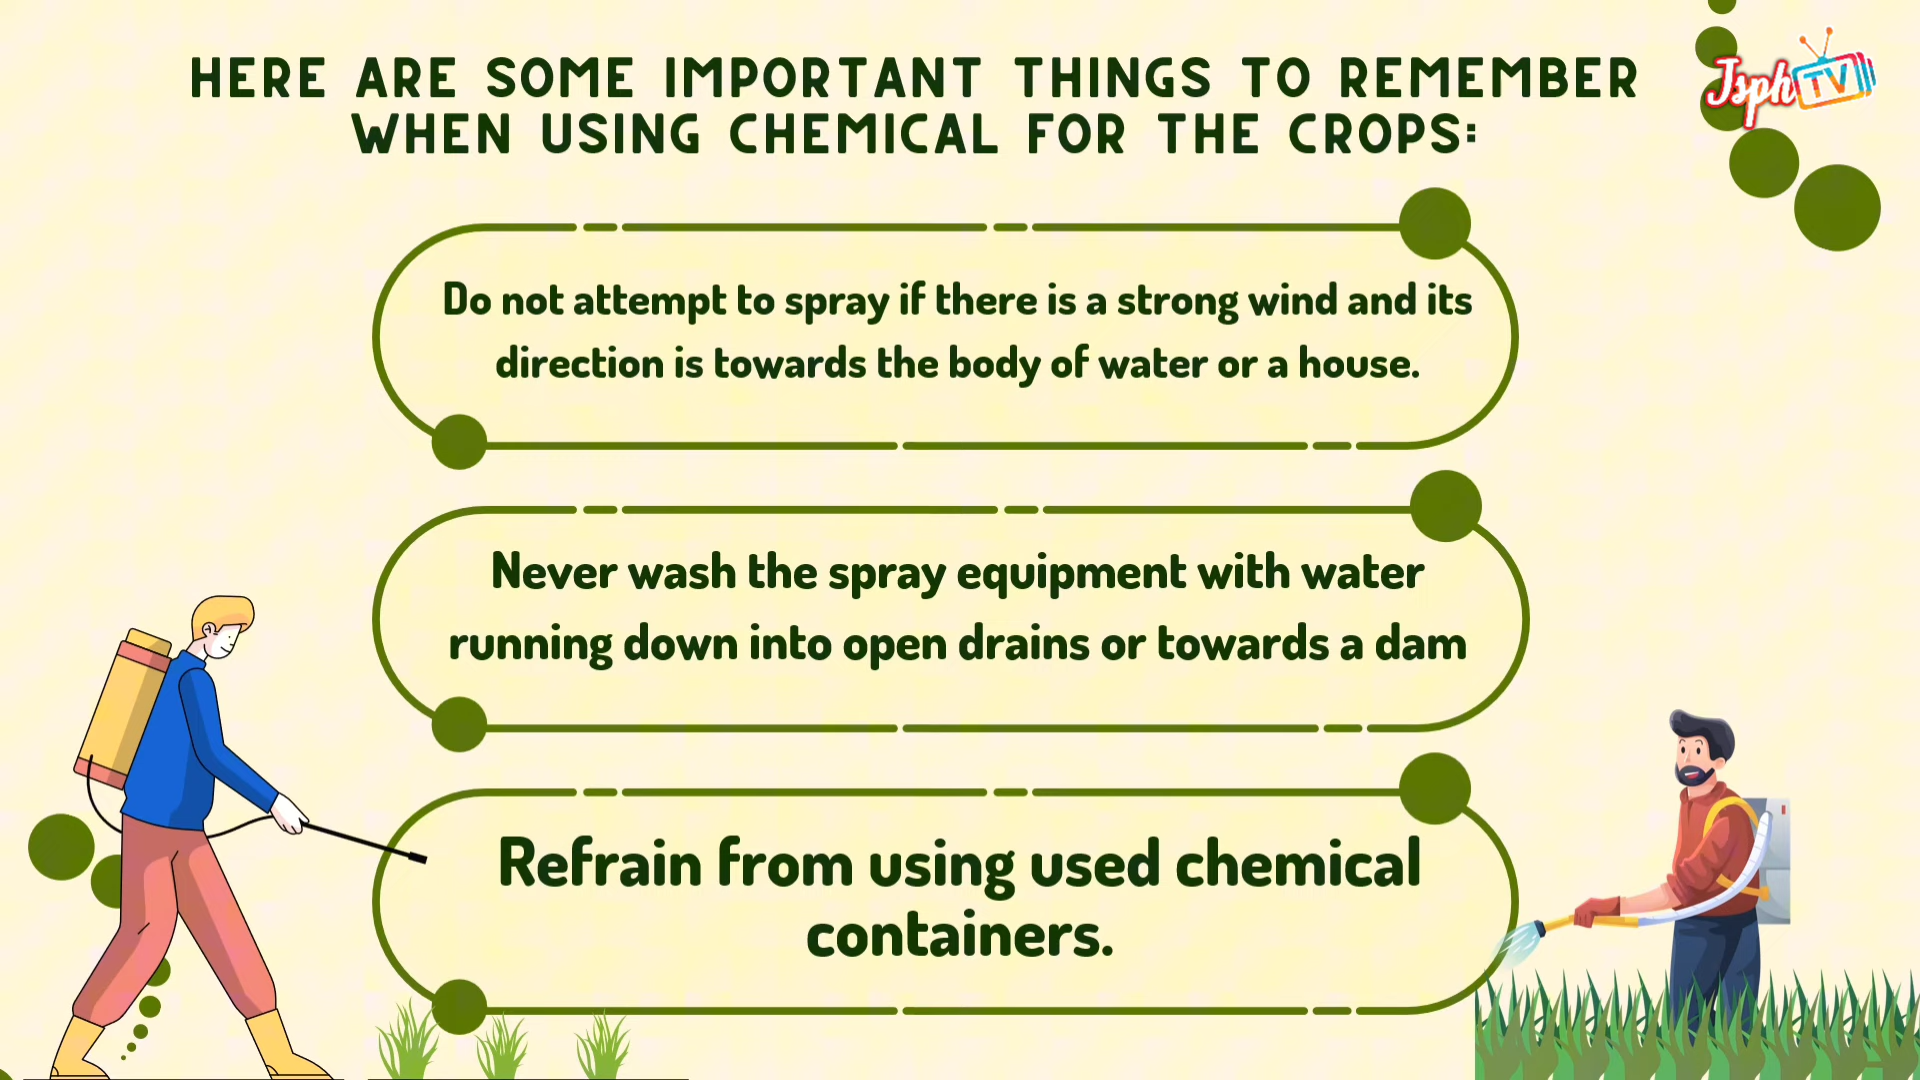 HERE ARE SOME IMPORTANT THINGS TO REMEMBER
WHEN USING CHEMICAL FOR THE CROPS:
Jsph TV
Do not attempt to spray if there is a strong wind and its
direction is towards the body of water or a house.
Never wash the spray equipment with water
running down into open drains or towards a dam
Refrain from using used chemical
containers.